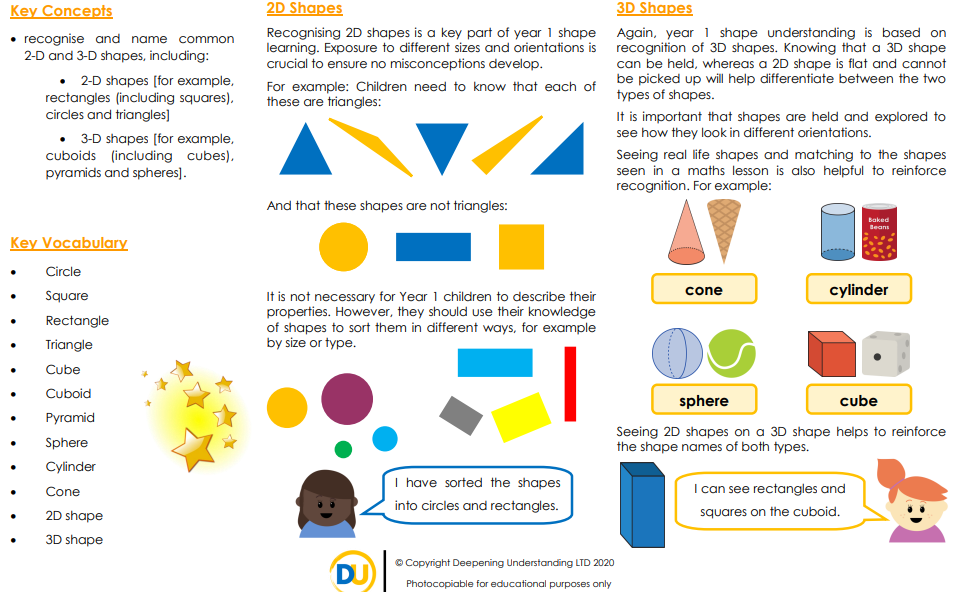 Key Concepts
• recognise and name common
2-D and 3-D shapes, including:
• 2-D shapes [for example,
rectangles (including squares),
circles and triangles]
• 3-D shapes [for example,
cuboids (including cubes),
pyramids and spheres].
Key Vocabulary
• Circle
• Square
• Rectangle
• Triangle
• Cube
• Cuboid
• Pyramid
• Sphere
• Cylinder
• Cone
• 2D shape
• 3D shape
2D Shapes
Recognising 2D shapes is a key part of year 1 shape
learning. Exposure to different sizes and orientations is
crucial to ensure no misconceptions develop.
For example: Children need to know that each of
these are triangles:
And that these shapes are not triangles:
It is not necessary for Year 1 children to describe their
properties. However, they should use their knowledge
of shapes to sort them in different ways, for example
by size or type.
I have sorted the shapes
into circles and rectangles.
3D Shapes
Again, year 1 shape understanding is based on
recognition of 3D shapes. Knowing that a 3D shape
can be held, whereas a 2D shape is flat and cannot
be picked up will help differentiate between the two
types of shapes.
It is important that shapes are held and explored to
see how they look in different orientations.
Seeing real life shapes and matching to the shapes
seen in a maths lesson is also helpful to reinforce
recognition. For example:
Baked
Beans
cone
cylinder
sphere
cube
Seeing 2D shapes on a 3D shape helps to reinforce
the shape names of both types.
I can see rectangles and
squares on the cuboid.
DU
© Copyright Deepening Understanding LTD 2020
Photocopiable for educational purposes only